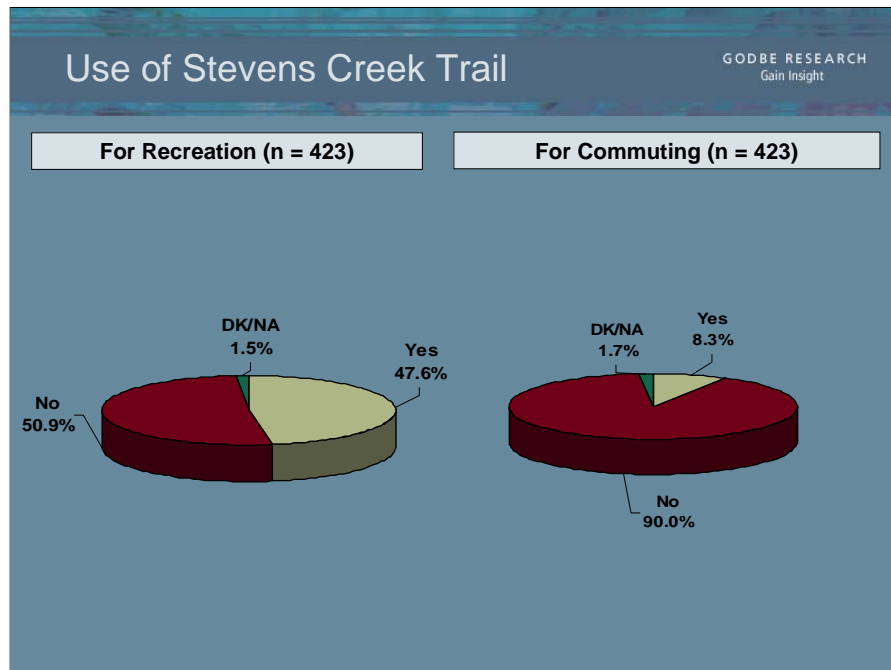 Use of Stevens Creek Trail
GODBE RESEARCH
Gain Insight
For Recreation (n = 423)
For Commuting (n = 423)
DK/NA
1.5%
Yes
47.6%
No
50.9%
DK/NA
1.7%
Yes
8.3%
No
90.0%